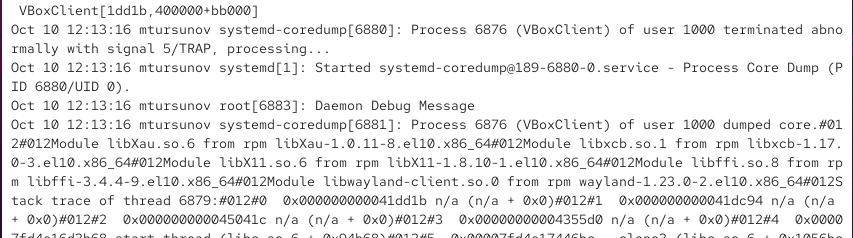 VBoxClient[1dd1b,400000+bb000]
Oct 10 12:13:16 mtursunov systemd-coredump[6880]: Process 6876 (VBoxClient) of user 1000 terminated abno
rmally with signal 5/TRAP, processing...
Oct 10 12:13:16 mtursunov systemd[1]: Started systemd-coredump@189-6880-0.service - Process Core Dump (P
ID 6880/UID 0).
Oct 10 12:13:16 mtursunov root[6883]: Daemon Debug Message
Oct 10 12:13:16 mtursunov systemd-coredump[6881]: Process 6876 (VBoxClient) of user 1000 dumped core.#01
2#012Module libXau.so.6 from rpm libXau-1.0.11-8.el10.x86_64#012Module libxcb.so.1 from rpm libxcb-1.17.
0-3.el10.x86_64#012Module libX11.so.6 from rpm libX11-1.8.10-1.el10.x86_64#012Module libffi.so.8 from rp
m libffi-3.4.4-9.el10.x86_64#012Module libwayland-client.so.0 from rpm wayland-1.23.0-2.el10.x86_64#012S
tack trace of thread 6879:#012#0  0x000000000041dd1b n/a (n/a + 0x0)#012#1  0x000000000041dc94 n/a (n/a
+ 0x0)#012#2  0x000000000045041c n/a (n/a + 0x0)#012#3  0x00000000004355d0 n/a (n/a + 0x0)#012#4  0x0000